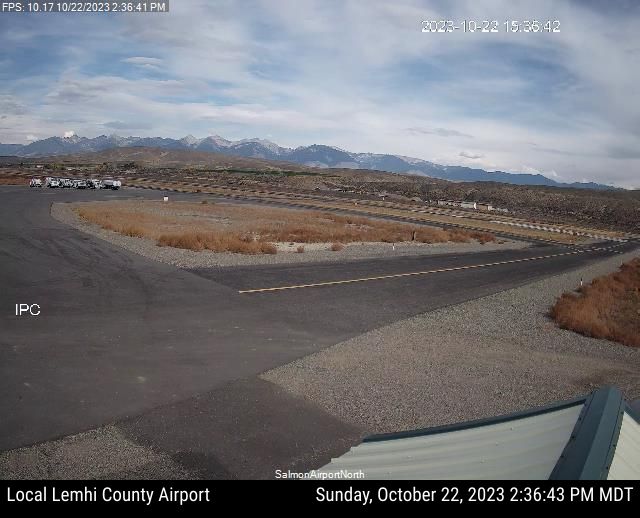 FPS: 10.17 10/22/2023 2:36:41 PM
2023-10-22 15:35:42
IPC
SalmonAirportNorth
Local Lemhi County Airport Sunday, October 22, 2023 2:36:43 PM MDT